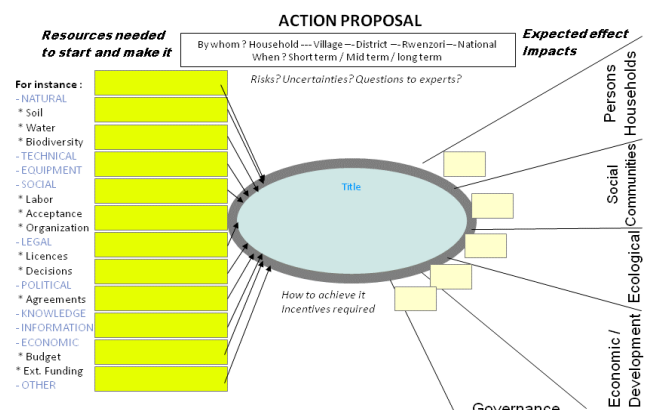 ACTION PROPOSAL
Resources needed
to start and make it
By whom ? Household --- Village --- District --- Rwenzori --- National
When ? Short term / Mid term / long term
Expected effect
Impacts
Risks? Uncertainties? Questions to experts?
For instance :
- NATURAL
* Soil
* Water
* Biodiversity
- TECHNICAL
- EQUIPMENT
- SOCIAL
* Labor
* Acceptance
* Organization
- LEGAL
* Licences
* Decisions
- POLITICAL
* Agreements
- KNOWLEDGE
- INFORMATION
- ECONOMIC
* Budget
* Ext. Funding
- OTHER
Title
How to achieve it
Incentives required
Persons
Households
Social
Communities
Ecological
Economic /
Development /
Governance